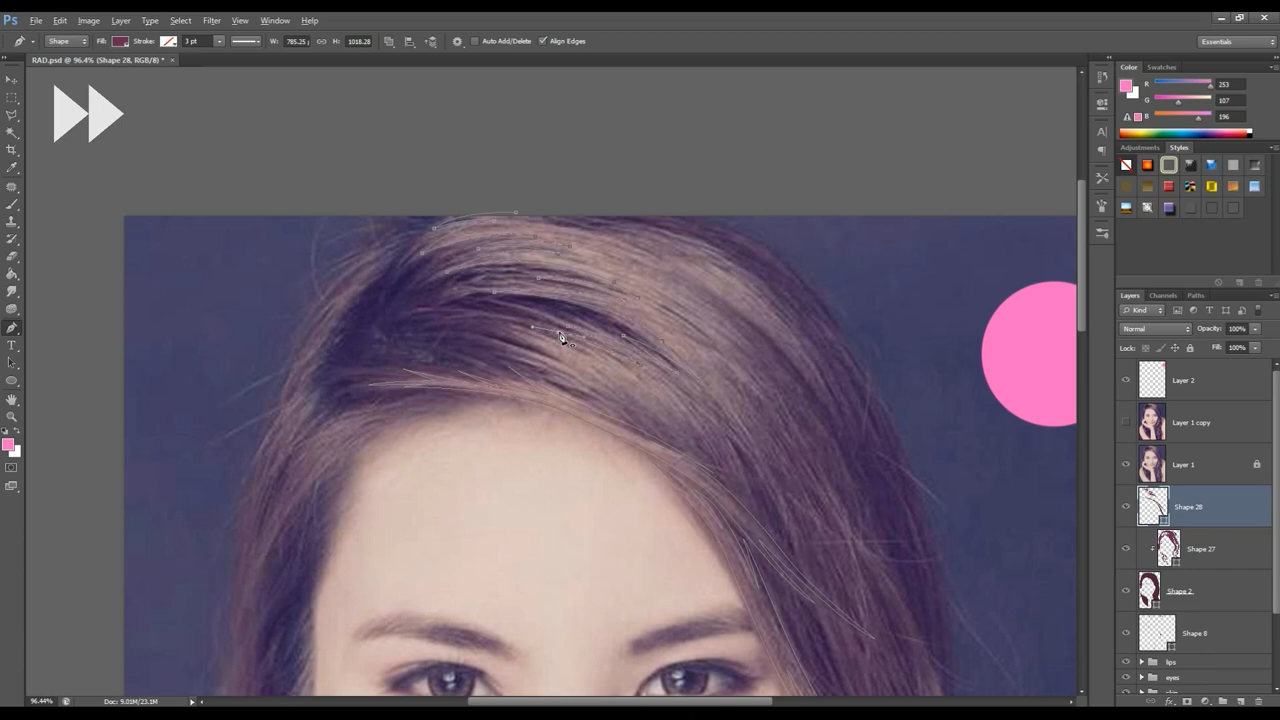 Ps File Edit Image Layer Type Select Filter View Window Help
Shape Fill: Stroke: 3 pt W: 785.25 H: 1018.28 Auto Add/Delete Align Edges Essentials
RAD.psd @ 96.4% (Shape 28, RGB/8) * ×
Color Swatches
R 253
G 107
B 196
Adjustments Styles
Layers Channels Paths
Kind
Normal Opacity: 100%
Lock: Fill: 100%
Layer 2
Layer 1 copy
Layer 1
Shape 28
Shape 27
Shape 2
Shape 8
lips
eyes
96.44% Doc: 9.01M/23.1M